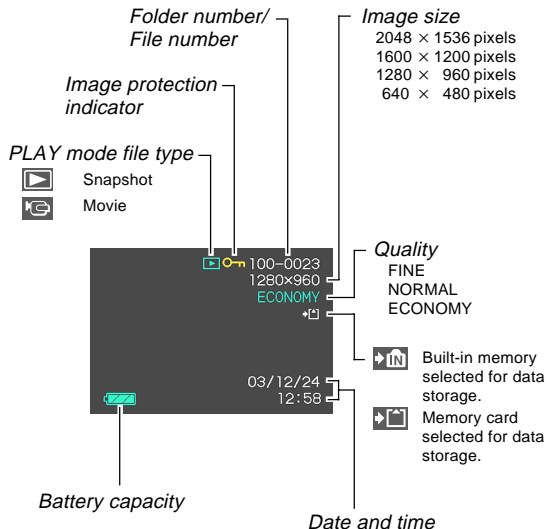 Folder number/
File number
Image size
2048 × 1536 pixels
1600 × 1200 pixels
1280 × 960 pixels
640 × 480 pixels
Image protection
indicator
PLAY mode file type
Snapshot
Movie
100-0023
1280×960
ECONOMY
03/12/24
12:58
Quality
FINE
NORMAL
ECONOMY
IN
Built-in memory
selected for data
storage.
Memory card
selected for data
storage.
Battery capacity
Date and time